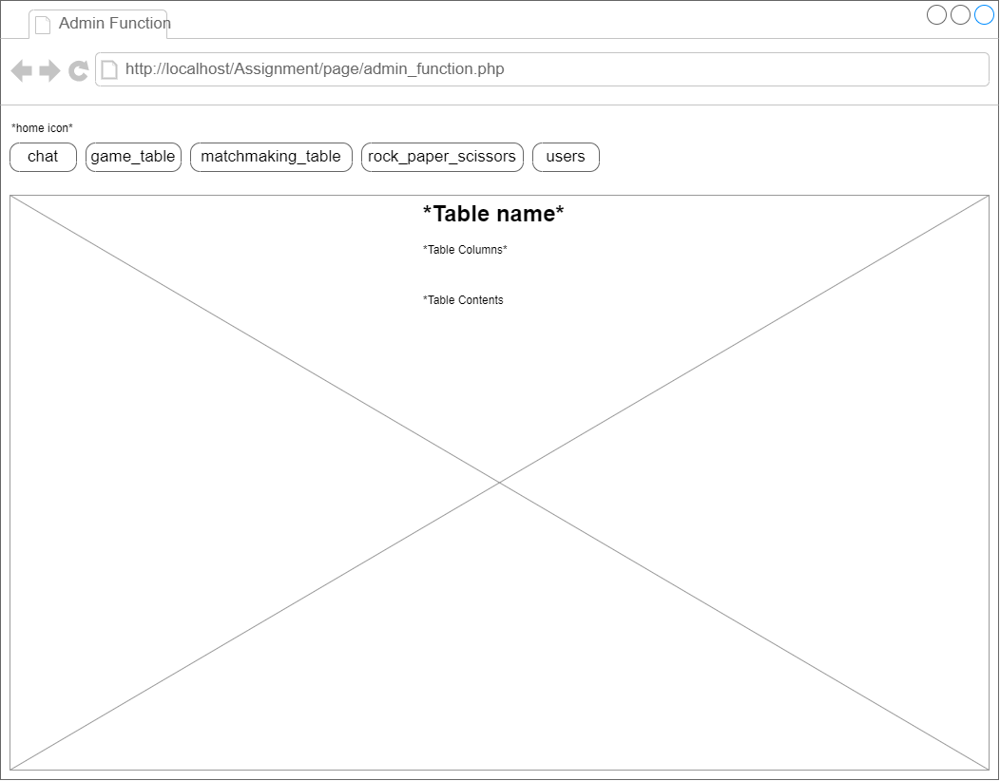 Admin Function
http://localhost/Assignment/page/admin_function.php
*home icon*
chat game_table matchmaking_table rock_paper_scissors users
*Table name*
*Table Columns*
*Table Contents